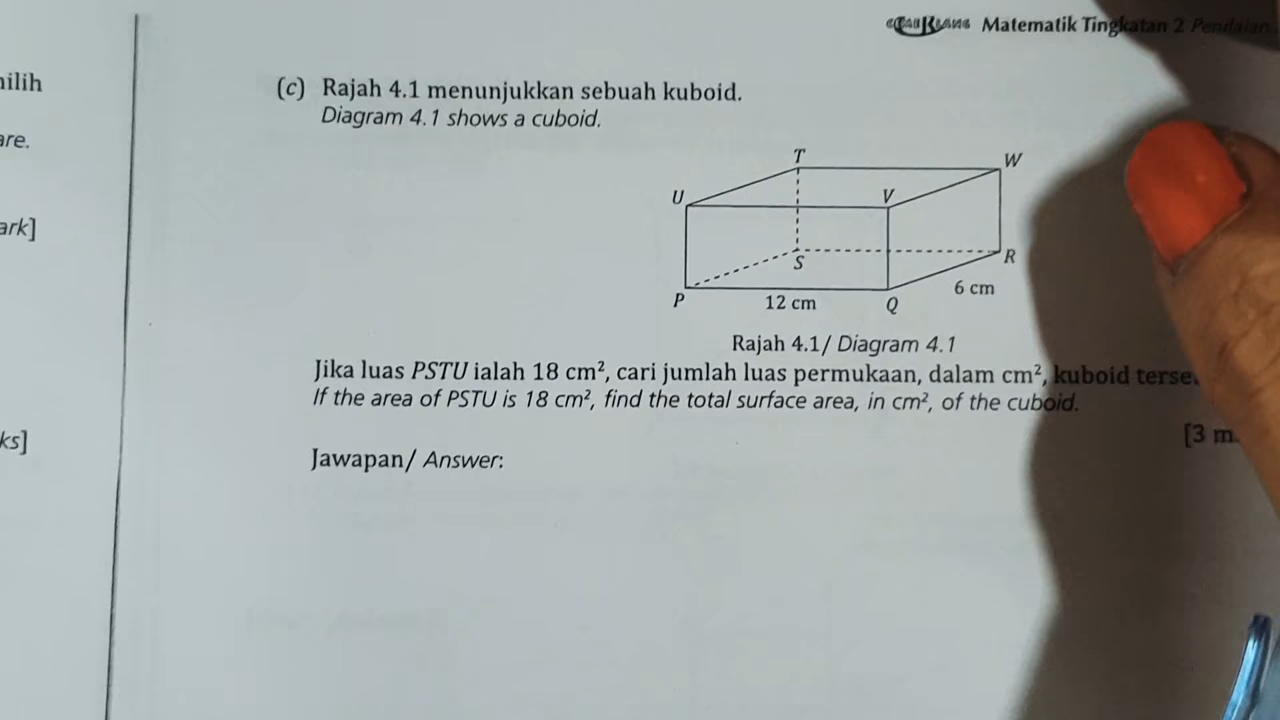 Matematik Tingkatan 2
ilih
(c) Rajah 4.1 menunjukkan sebuah kuboid.
Diagram 4.1 shows a cuboid.
re.
T
W
U
V
ark]
S
R
6 cm
P
12 cm
Q
Rajah 4.1/ Diagram 4.1
Jika luas PSTU ialah 18 cm², cari jumlah luas permukaan, dalam cm², kuboid
If the area of PSTU is 18 cm², find the total surface area, in cm², of the cuboid.
[3 m
ks]
Jawapan/ Answer: